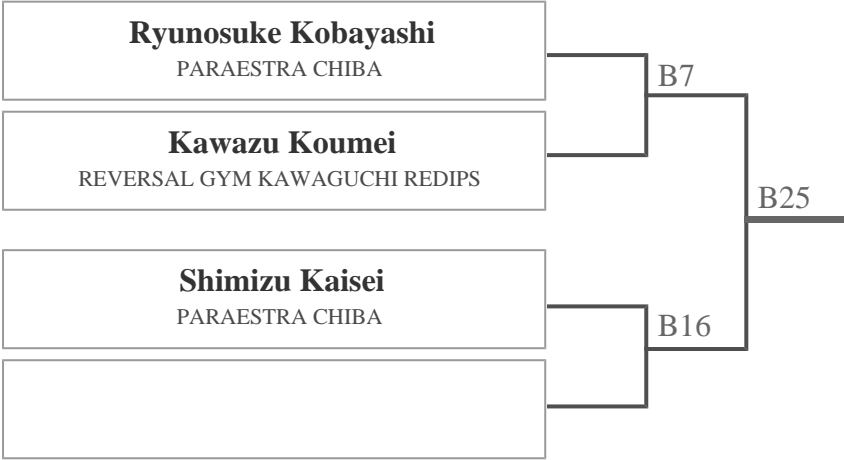 Ryunosuke Kobayashi
PARAESTRA CHIBA
B7
Kawazu Koumei
REVERSAL GYM KAWAGUCHI REDIPS
B25
Shimizu Kaisei
PARAESTRA CHIBA
B16